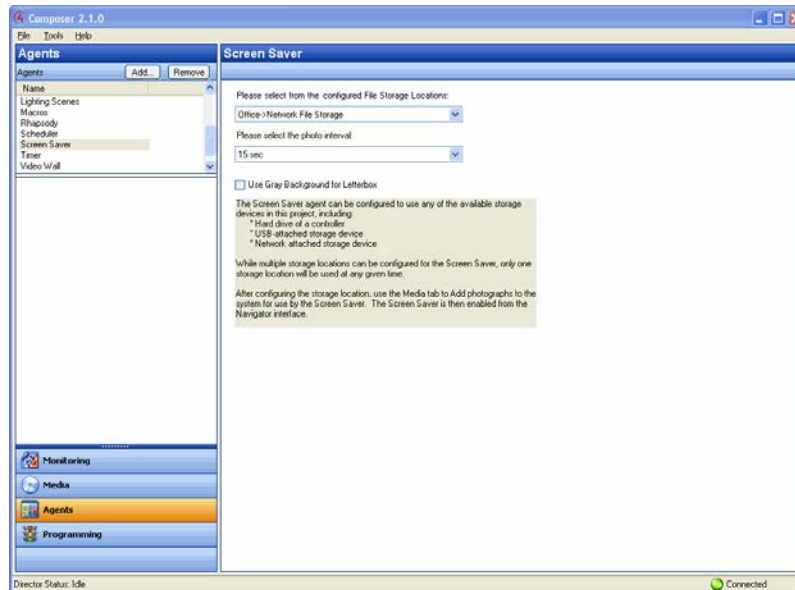 Composer 2.1.0
File Tools Help
Agents
Agents Add... Remove
Name
Lighting Scenes
Macros
Rhapsody
Scheduler
Screen Saver
Timer
Video Wall
Monitoring
Media
Agents
Programming
Screen Saver
Please select from the configured File Storage Locations:
Office->Network File Storage
Please select the photo interval:
15 sec
Use Gray Background for Letterbox
The Screen Saver agent can be configured to use any of the available storage
devices in this project, including:
* Hard drive of a controller
* USB-attached storage device
* Network attached storage device
While multiple storage locations can be configured for the Screen Saver, only one
storage location will be used at any given time.
After configuring the storage location, use the Media tab to Add photographs to the
system for use by the Screen Saver. The Screen Saver is then enabled from the
Navigator interface.
Director Status: Idle
Connected